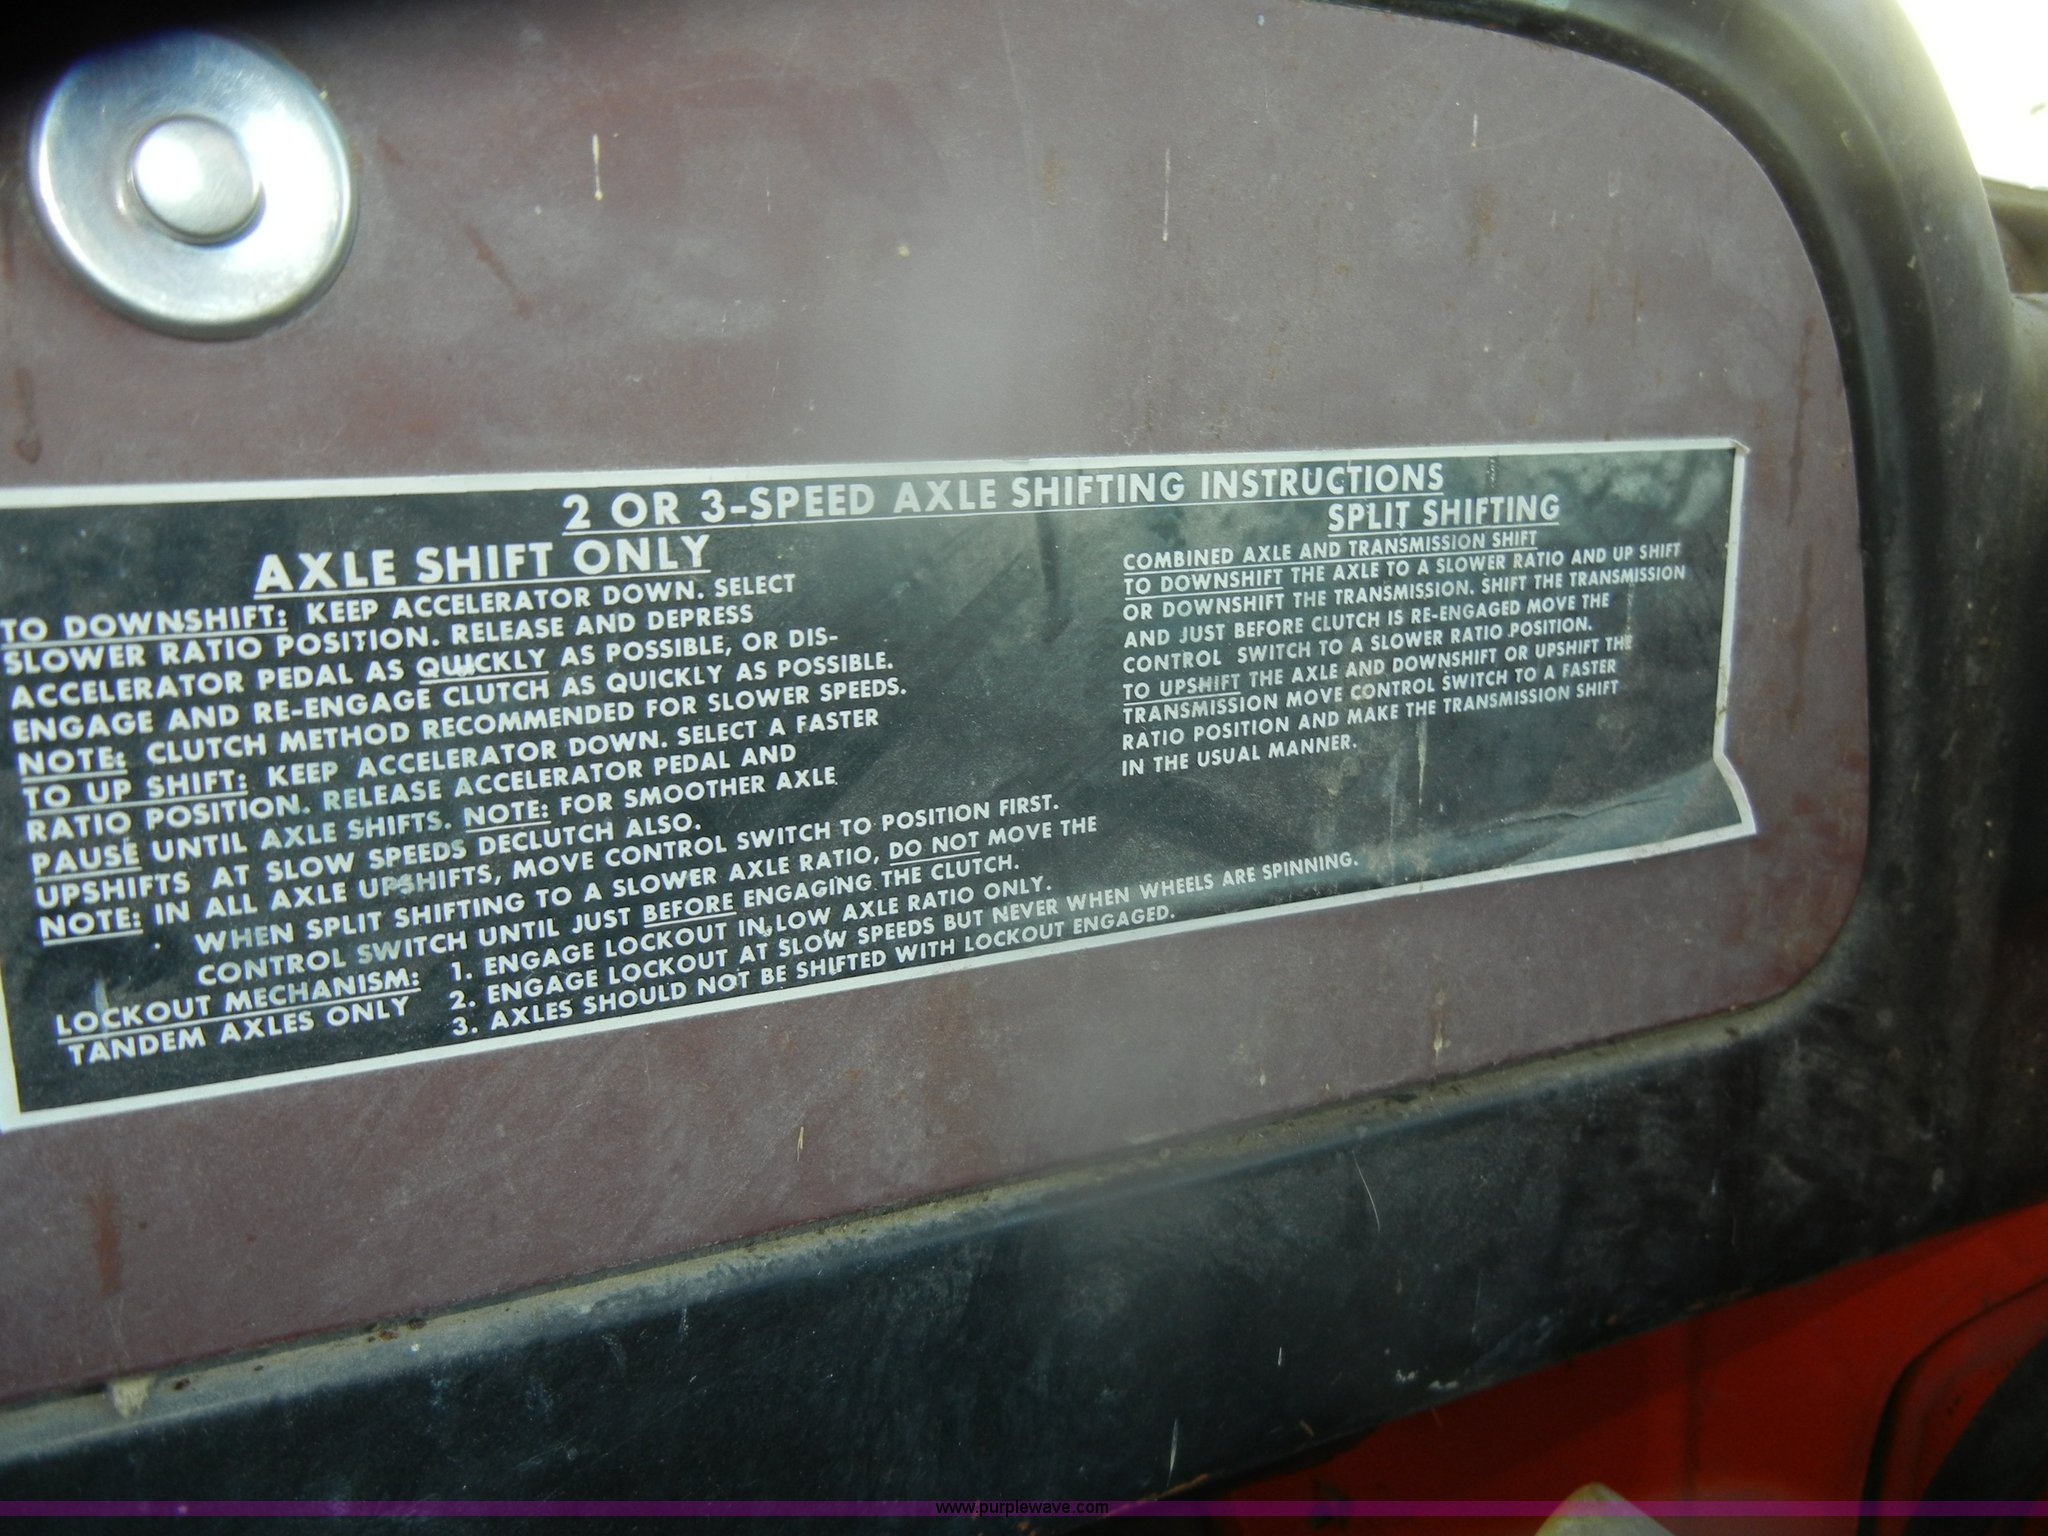 2 OR 3-SPEED AXLE SHIFTING INSTRUCTIONS
AXLE SHIFT ONLY
TO DOWNSHIFT: KEEP ACCELERATOR DOWN. SELECT
SLOWER RATIO POSITION. RELEASE AND DEPRESS
ACCELERATOR PEDAL AS QUICKLY AS POSSIBLE, OR DIS-
ENGAGE AND RE-ENGAGE CLUTCH AS QUICKLY AS POSSIBLE.
NOTE: CLUTCH METHOD RECOMMENDED FOR SLOWER SPEEDS.
TO UP SHIFT: KEEP ACCELERATOR DOWN. SELECT A FASTER
RATIO POSITION. RELEASE ACCELERATOR PEDAL AND
PAUSE UNTIL AXLE SHIFTS. NOTE: FOR SMOOTHER AXLE
UPSHIFTS AT SLOW SPEEDS DECLUTCH ALSO.
NOTE: IN ALL AXLE UPSHIFTS, MOVE CONTROL SWITCH TO POSITION FIRST.
WHEN SPLIT SHIFTING TO A SLOWER AXLE RATIO, DO NOT MOVE THE
CONTROL SWITCH UNTIL JUST BEFORE ENGAGING THE CLUTCH.
LOCKOUT MECHANISM: 1. ENGAGE LOCKOUT IN LOW AXLE RATIO ONLY.
TANDEM AXLES ONLY 2. ENGAGE LOCKOUT AT SLOW SPEEDS BUT NEVER WHEN WHEELS ARE SPINNING.
3. AXLES SHOULD NOT BE SHIFTED WITH LOCKOUT ENGAGED.
SPLIT SHIFTING
COMBINED AXLE AND TRANSMISSION SHIFT
TO DOWNSHIFT THE AXLE TO A SLOWER RATIO AND UP SHIFT
OR DOWNSHIFT THE TRANSMISSION. SHIFT THE TRANSMISSION
AND JUST BEFORE CLUTCH IS RE-ENGAGED MOVE THE
CONTROL SWITCH TO A SLOWER RATIO POSITION.
TO UPSHIFT THE AXLE AND DOWNSHIFT OR UPSHIFT THE
TRANSMISSION MOVE CONTROL SWITCH TO A FASTER
RATIO POSITION AND MAKE THE TRANSMISSION SHIFT
IN THE USUAL MANNER.
www.purplewave.com